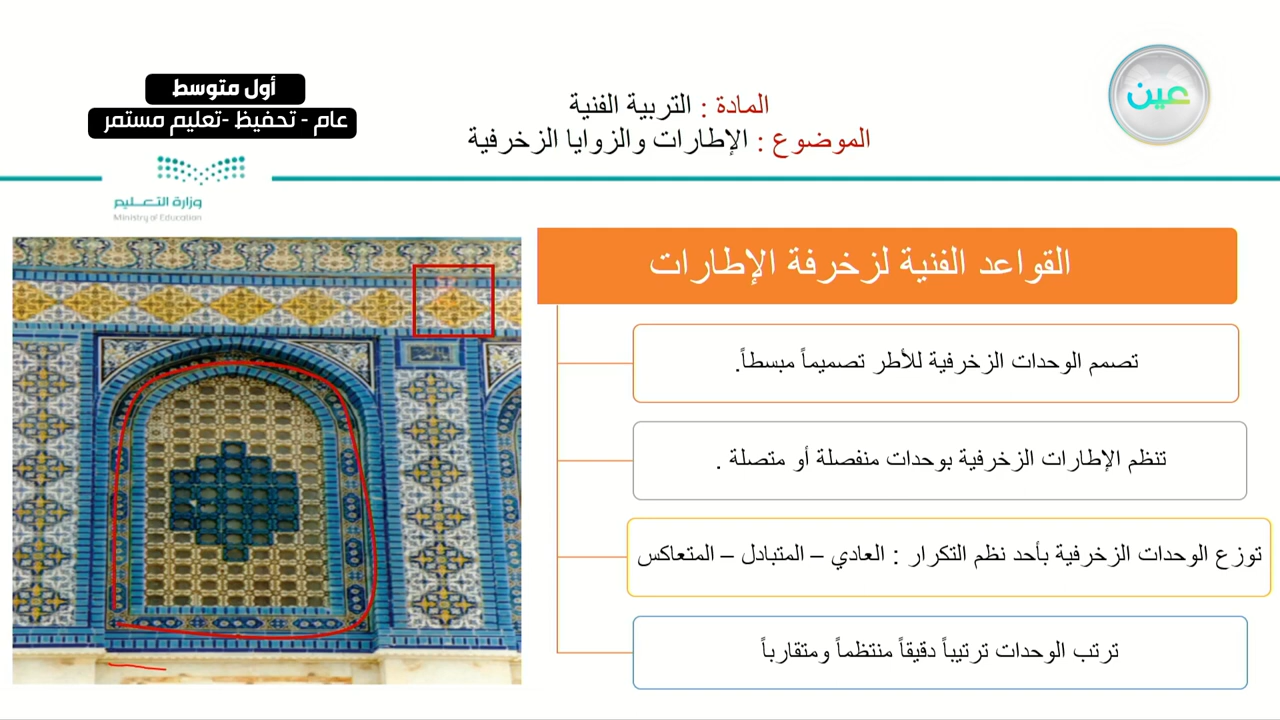 عين
المادة : التربية الفنية
الموضوع : الإطارات والزوايا الزخرفية
أول متوسط
عام - تحفيظ -تعليم مستمر
وزارة التعليم
Ministry of Education
القواعد الفنية لزخرفة الإطارات
تصمم الوحدات الزخرفية للأطر تصميماً مبسطاً.
تنظم الإطارات الزخرفية بوحدات منفصلة أو متصلة .
توزع الوحدات الزخرفية بأحد نظم التكرار : العادي – المتبادل – المتعاكس
ترتب الوحدات ترتيباً دقيقاً منتظماً ومتقارباً